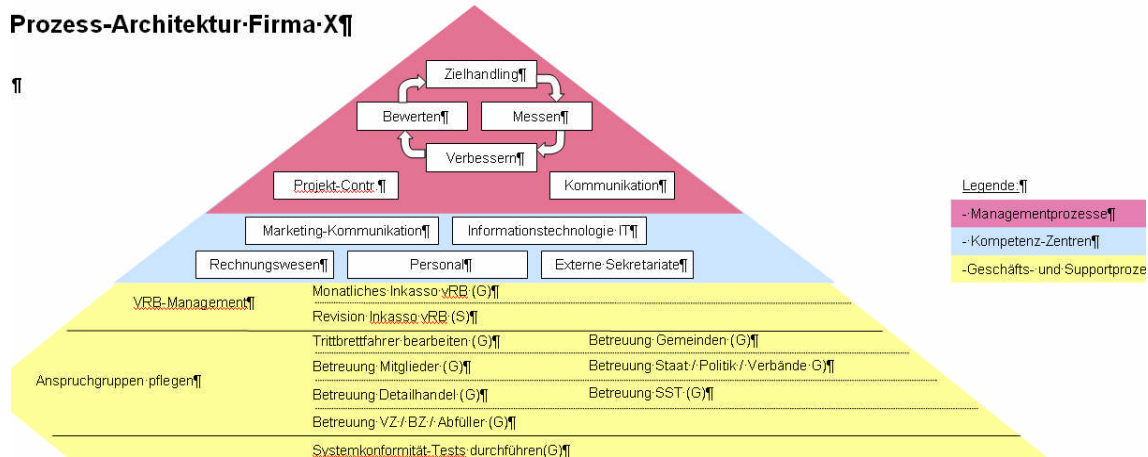 Prozess-Architektur·Firma·X¶
¶
Zielhandling¶
Bewerten¶
Messen¶
Verbessern¶
Projekt-Contr.¶
Kommunikation¶
Marketing-Kommunikation¶
Informationstechnologie·IT¶
Rechnungswesen¶
Personal¶
Externe·Sekretariate¶
Legende:¶
-·Managementprozesse¶
-·Kompetenz-Zentren¶
-Geschäfts-·und·Supportproze
VRB-Management¶
Monatliches·Inkasso·vRB·(G)¶
Revision·Inkasso·vRB·(S)¶
Anspruchgruppen·pflegen¶
Trittbrettfahrer·bearbeiten·(G)¶
Betreuung·Gemeinden·(G)¶
Betreuung·Mitglieder·(G)¶
Betreuung·Staat·/·Politik·/·Verbände·G)¶
Betreuung·Detailhandel·(G)¶
Betreuung·SST·(G)¶
Betreuung·VZ·/·BZ·/·Abfüller·(G)¶
Systemkonformität-Tests·durchführen(G)¶